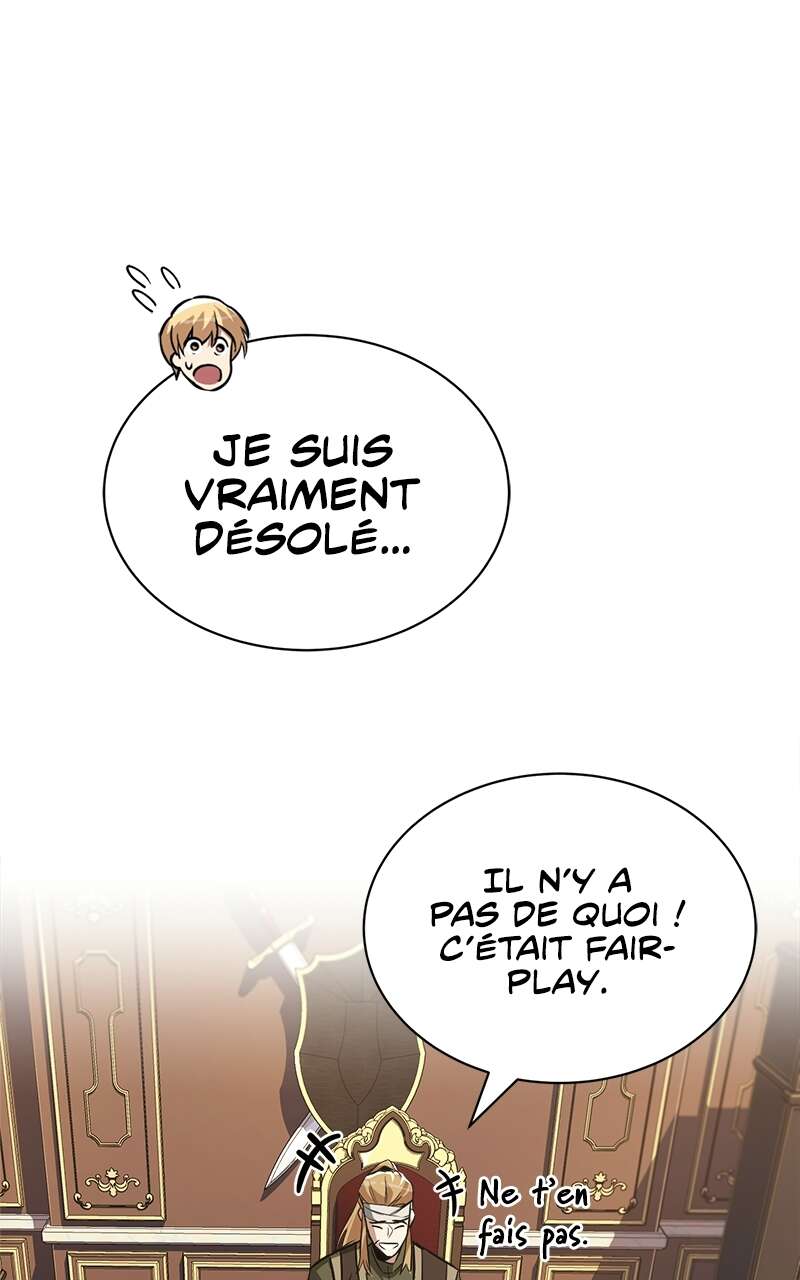 JE SUIS
VRAIMENT
DÉSOLÉ...
IL N'Y A
PAS DE QUOI !
C'ÉTAIT FAIR-
PLAY.
Ne t'en
fais pas.